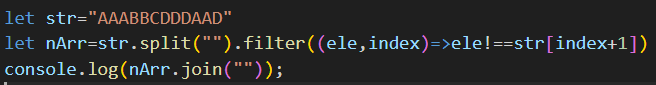 let str="AAABBCDDDAAD"
let nArr=str.split("").filter((ele,index)=>ele!==str[index+1])
console.log(nArr.join(""));